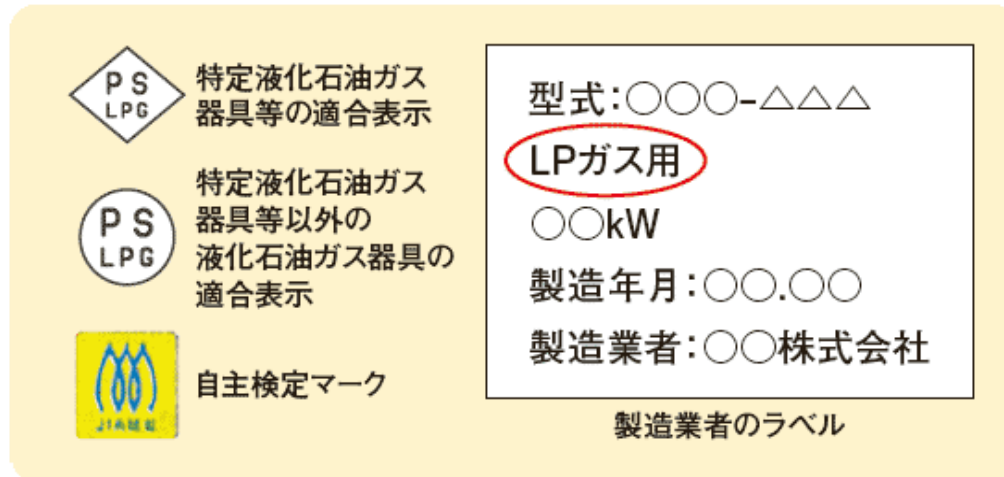 PS
LPG
特定液化石油ガス
器具等の適合表示
PS
LPG
特定液化石油ガス
器具等以外の
液化石油ガス器具の
適合表示
自主検定マーク
型式:○○○-△△△
LPガス用
○○kW
製造年月:○○.○○
製造業者:○○株式会社
製造業者のラベル